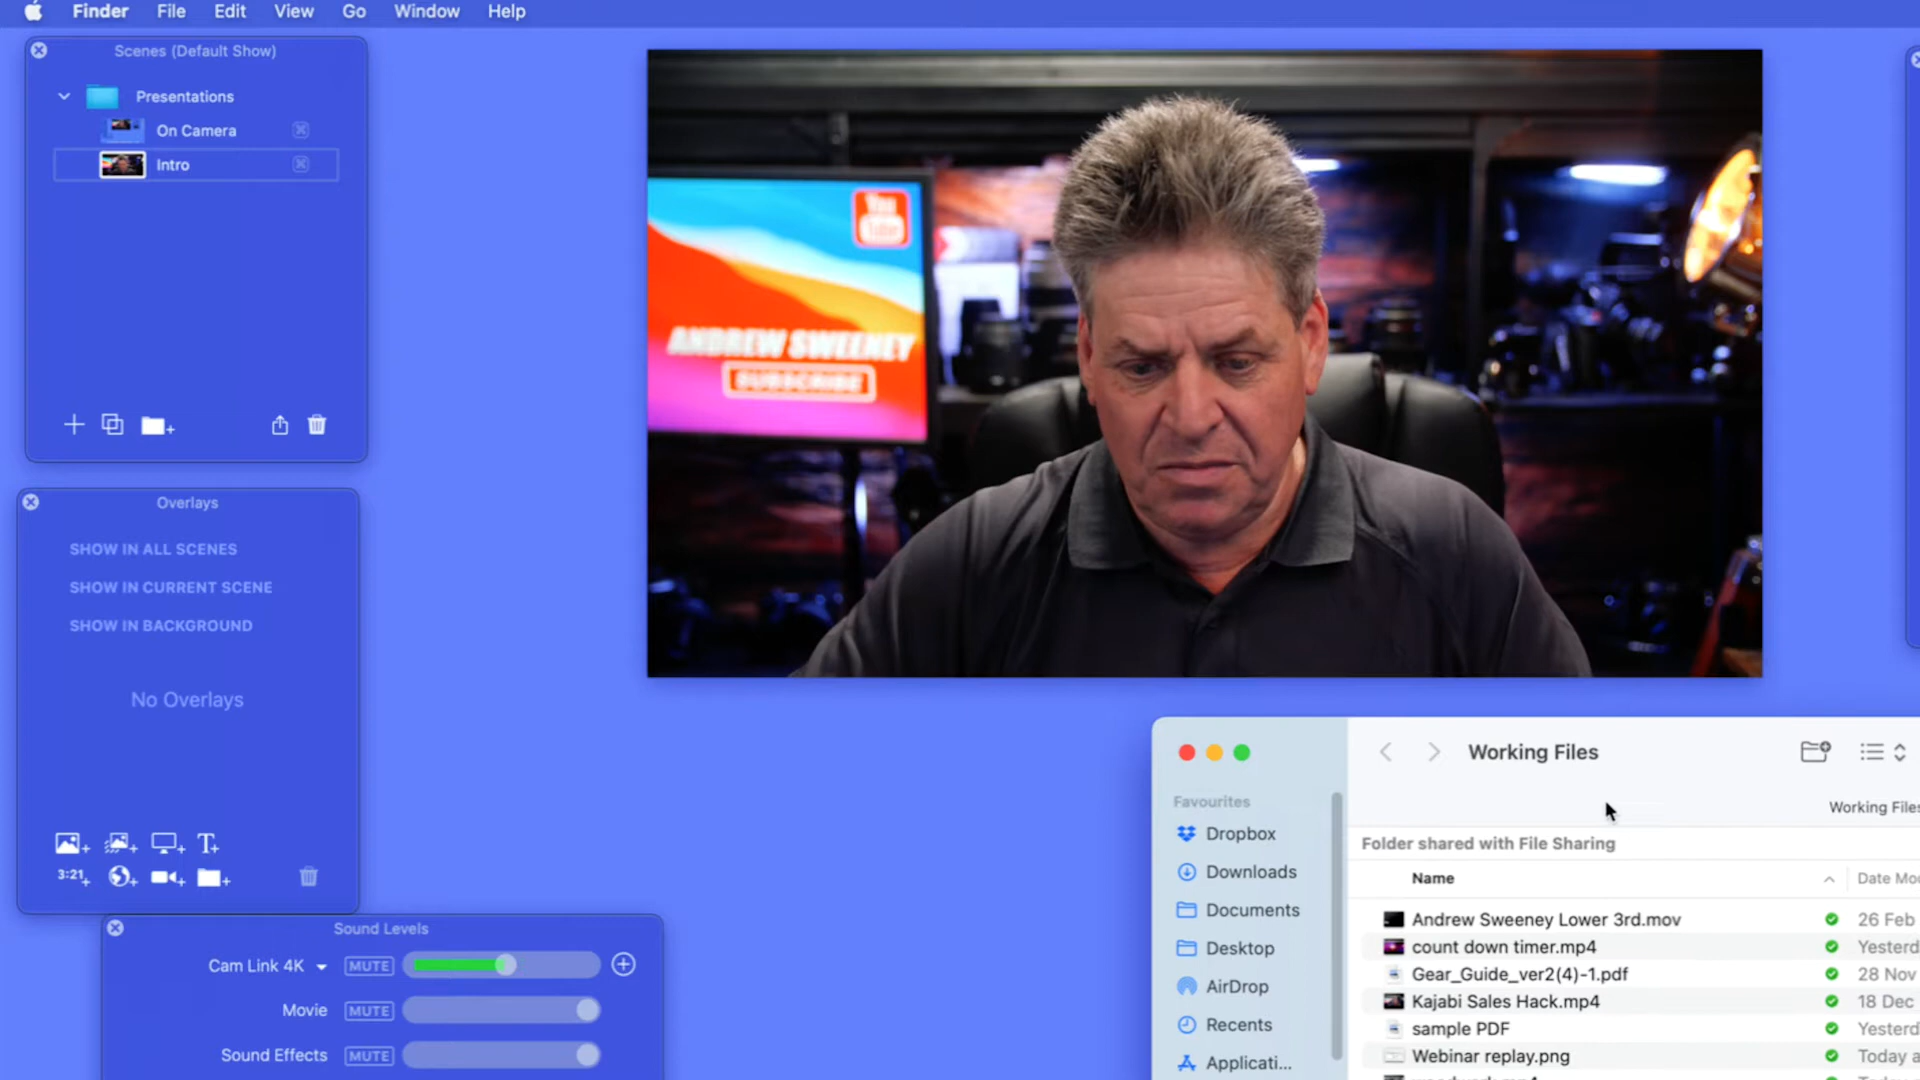 Finder File Edit View Go Window Help
Scenes (Default Show)
Presentations
On Camera
Intro
You
Tube
ANDREW SWEENEY
SUBSCRIBE
Overlays
SHOW IN ALL SCENES
SHOW IN CURRENT SCENE
SHOW IN BACKGROUND
No Overlays
3:21
Sound Levels
Cam Link 4K MUTE
Movie MUTE
Sound Effects MUTE
Working Files
Favourites
Dropbox
Downloads
Documents
Desktop
AirDrop
Recents
Applicati...
Working Files
Folder shared with File Sharing
Name Date Mod
Andrew Sweeney Lower 3rd.mov 26 Feb
count down timer.mp4 Yesterd
Gear_Guide_ver2(4)-1.pdf 28 Nov
Kajabi Sales Hack.mp4 18 Dec
sample PDF Yesterd
Webinar replay.png Today a